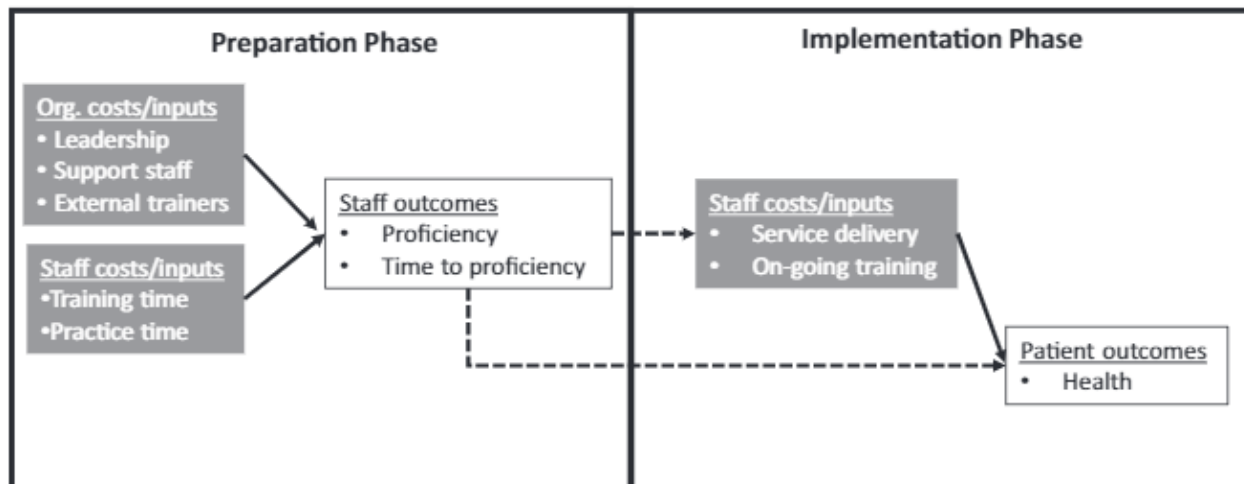 Preparation Phase
Implementation Phase
Org. costs/inputs
• Leadership
• Support staff
• External trainers
Staff costs/inputs
•Training time
•Practice time
Staff outcomes
• Proficiency
• Time to proficiency
Staff costs/inputs
• Service delivery
• On-going training
Patient outcomes
• Health